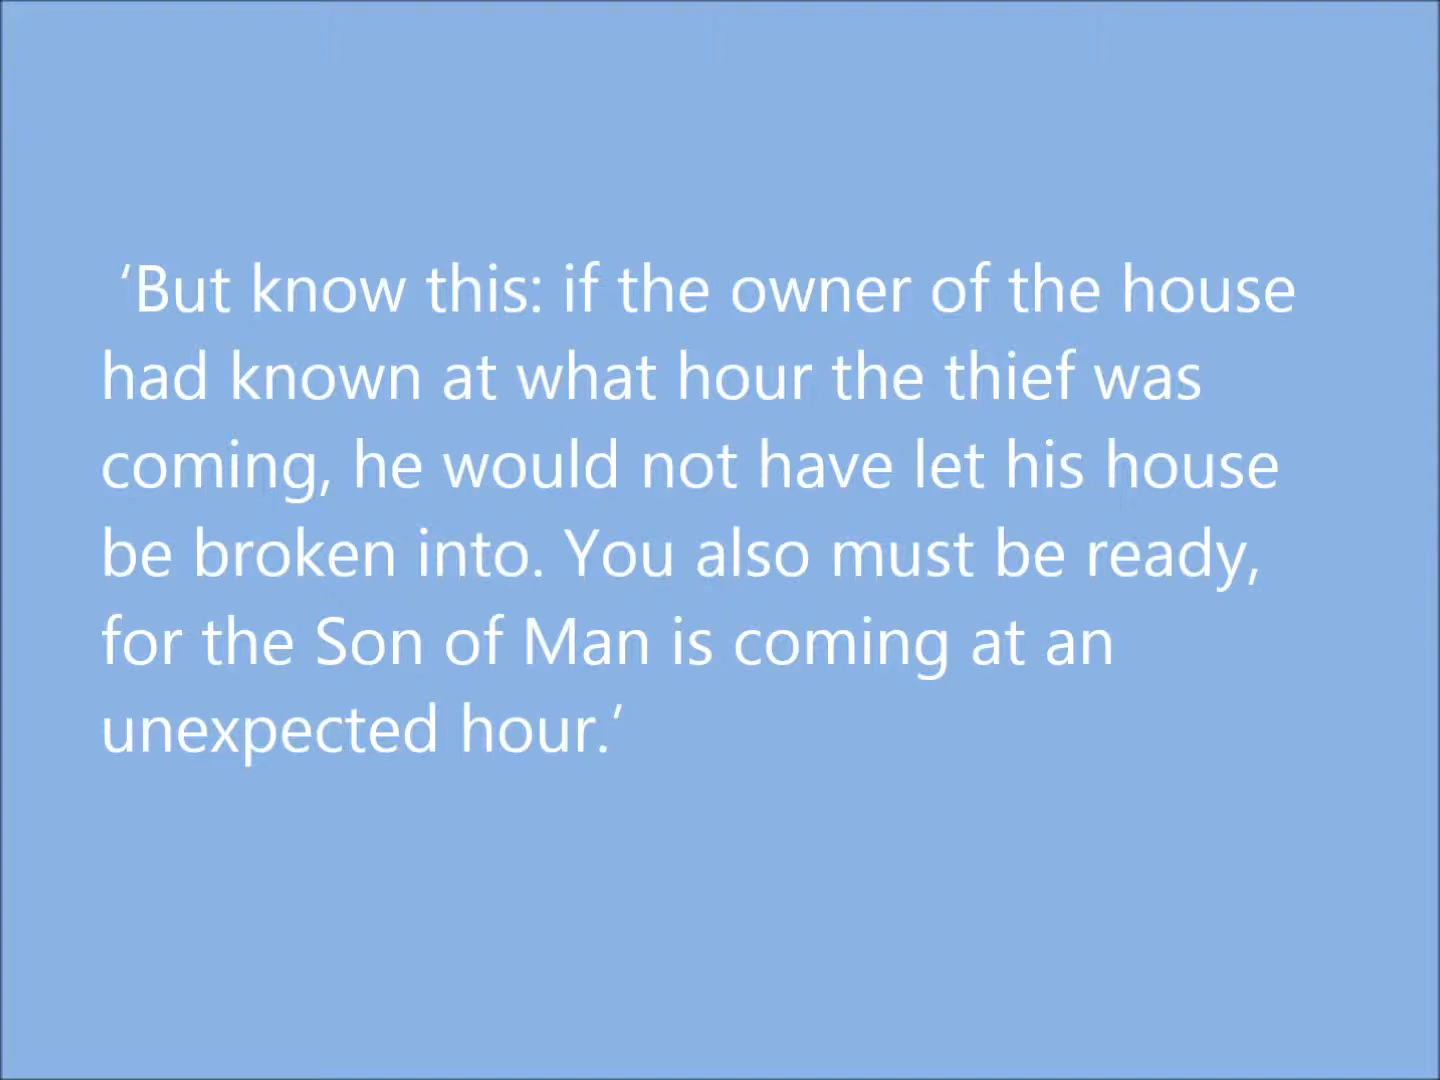 ‘But know this: if the owner of the house
had known at what hour the thief was
coming, he would not have let his house
be broken into. You also must be ready,
for the Son of Man is coming at an
unexpected hour.’